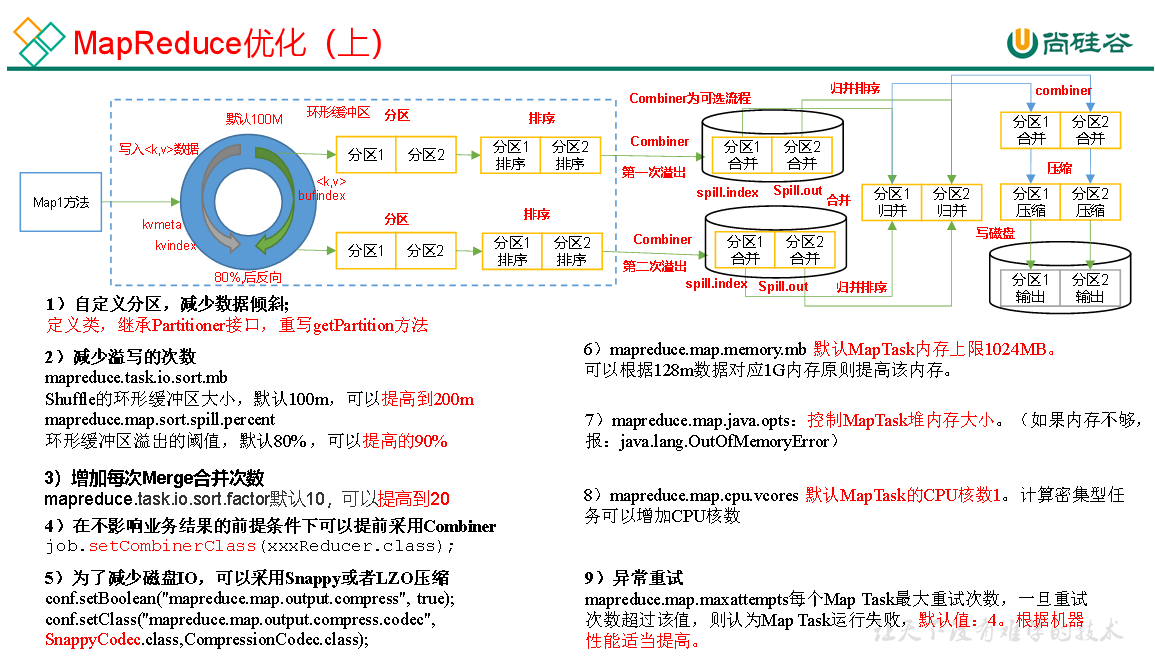 MapReduce优化（上）
尚硅谷
默认100M
环形缓冲区
分区
排序
写入<k,v>数据
分区1
分区2
分区1
排序
分区2
排序
Map1方法
<k,v>
bufindex
kvmeta
kvindex
80%,后反向
分区
排序
分区1
分区2
分区1
排序
分区2
排序
Combiner为可选流程
Combiner
第一次溢出
分区1
合并
分区2
合并
spill.index
Spill.out
Combiner
第二次溢出
分区1
合并
分区2
合并
spill.index
Spill.out
归并排序
合并
分区1
归并
分区2
归并
归并排序
combiner
分区1
合并
分区2
合并
压缩
分区1
压缩
分区2
压缩
写磁盘
分区1
输出
分区2
输出
1）自定义分区，减少数据倾斜;
定义类，继承Partitioner接口，重写getPartition方法
2）减少溢写的次数
mapreduce.task.io.sort.mb
Shuffle的环形缓冲区大小，默认100m，可以提高到200m
mapreduce.map.sort.spill.percent
环形缓冲区溢出的阈值，默认80%，可以提高的90%
3）增加每次Merge合并次数
mapreduce.task.io.sort.factor默认10，可以提高到20
4）在不影响业务结果的前提条件下可以提前采用Combiner
job.setCombinerClass(xxxReducer.class);
5）为了减少磁盘IO，可以采用Snappy或者LZO压缩
conf.setBoolean("mapreduce.map.output.compress", true);
conf.setClass("mapreduce.map.output.compress.codec",
SnappyCodec.class,CompressionCodec.class);
6）mapreduce.map.memory.mb 默认MapTask内存上限1024MB。
可以根据128m数据对应1G内存原则提高该内存。
7）mapreduce.map.java.opts：控制MapTask堆内存大小。（如果内存不够，
报：java.lang.OutOfMemoryError）
8）mapreduce.map.cpu.vcores 默认MapTask的CPU核数1。计算密集型任
务可以增加CPU核数
9）异常重试
mapreduce.map.maxattempts每个Map Task最大重试次数，一旦重试
次数超过该值，则认为Map Task运行失败，默认值：4。根据机器
性能适当提高。
让天下没有难学的技术